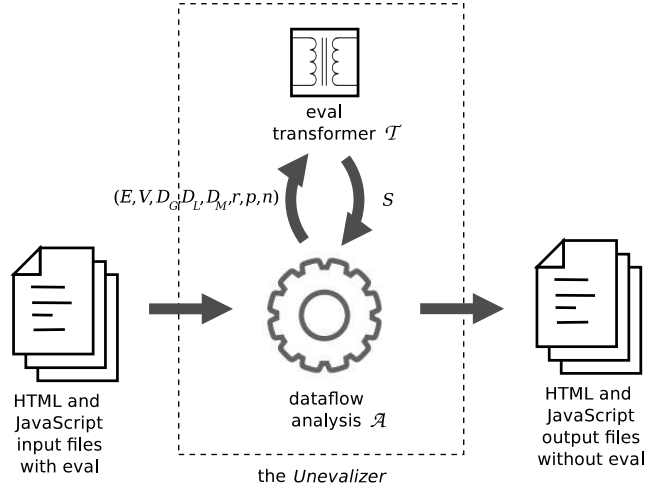 eval
transformer 𝒯
(E,V,D_G,D_L,D_M,r,p,n)
S
HTML and
JavaScript
input files
with eval
dataflow
analysis 𝒜
HTML and
JavaScript
output files
without eval
the Unevalizer